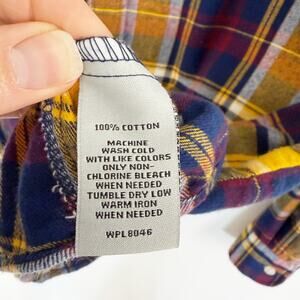 100% COTTON
MACHINE
WASH COLD
WITH LIKE COLORS
ONLY NON-
CHLORINE BLEACH
WHEN NEEDED
TUMBLE DRY LOW
WARM IRON
WHEN NEEDED
WPL8046